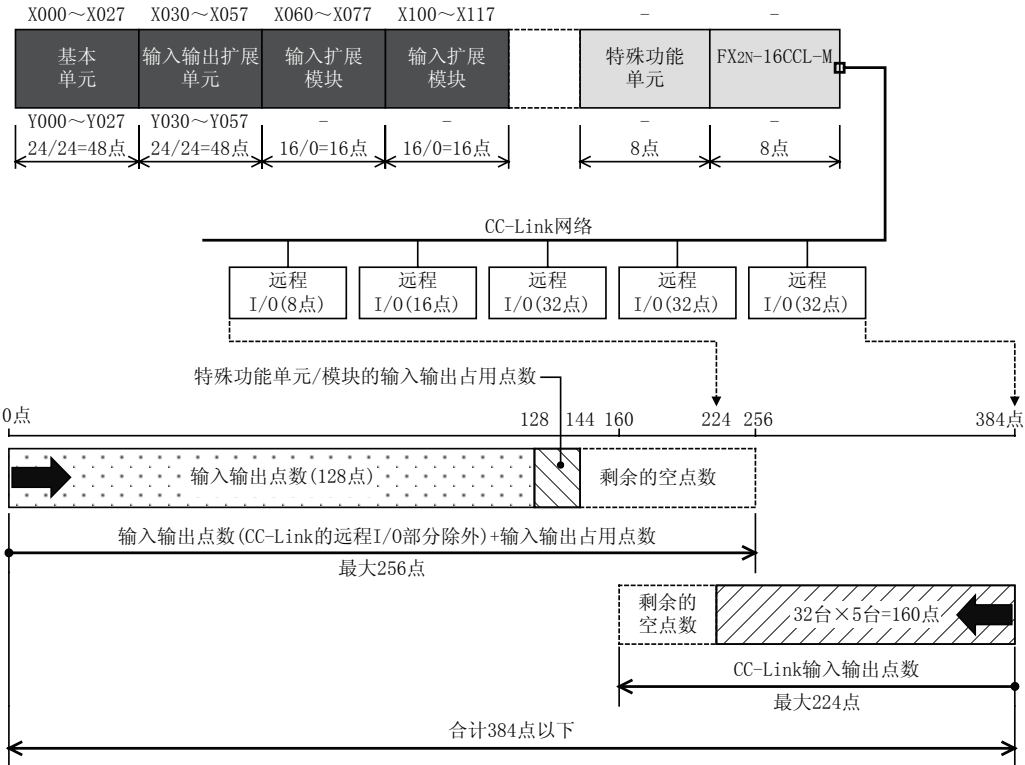 X000～X027 X030～X057 X060～X077 X100～X117 － －
基本
单元
输入输出扩展
单元
输入扩展
模块
输入扩展
模块
特殊功能
单元
FX2N-16CCL-M
Y000～Y027 Y030～Y057 － － － －
24/24=48点 24/24=48点 16/0=16点 16/0=16点 8点 8点
CC-Link网络
远程
I/O(8点)
远程
I/O(16点)
远程
I/O(32点)
远程
I/O(32点)
远程
I/O(32点)
特殊功能单元/模块的输入输出占用点数
0点 128 144 160 224 256 384点
输入输出点数(128点) 剩余的空点数
输入输出点数(CC-Link的远程I/O部分除外)+输入输出占用点数
最大256点
剩余的
空点数
32台×5台=160点
CC-Link输入输出点数
最大224点
合计384点以下